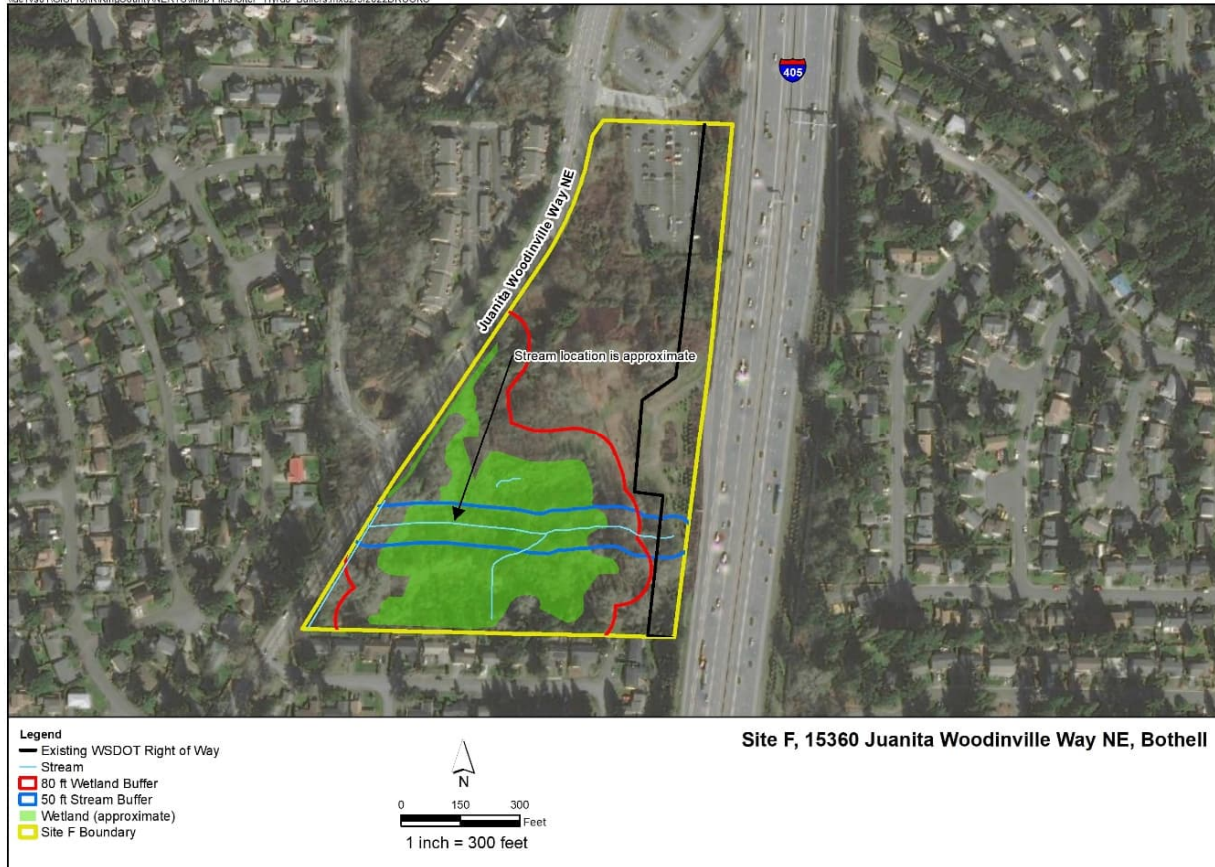 405
Juanita Woodinville Way NE
Stream location is approximate
Legend
Existing WSDOT Right of Way
Stream
80 ft Wetland Buffer
50 ft Stream Buffer
Wetland (approximate)
Site F Boundary
N
0 150 300
Feet
1 inch = 300 feet
Site F, 15360 Juanita Woodinville Way NE, Bothell